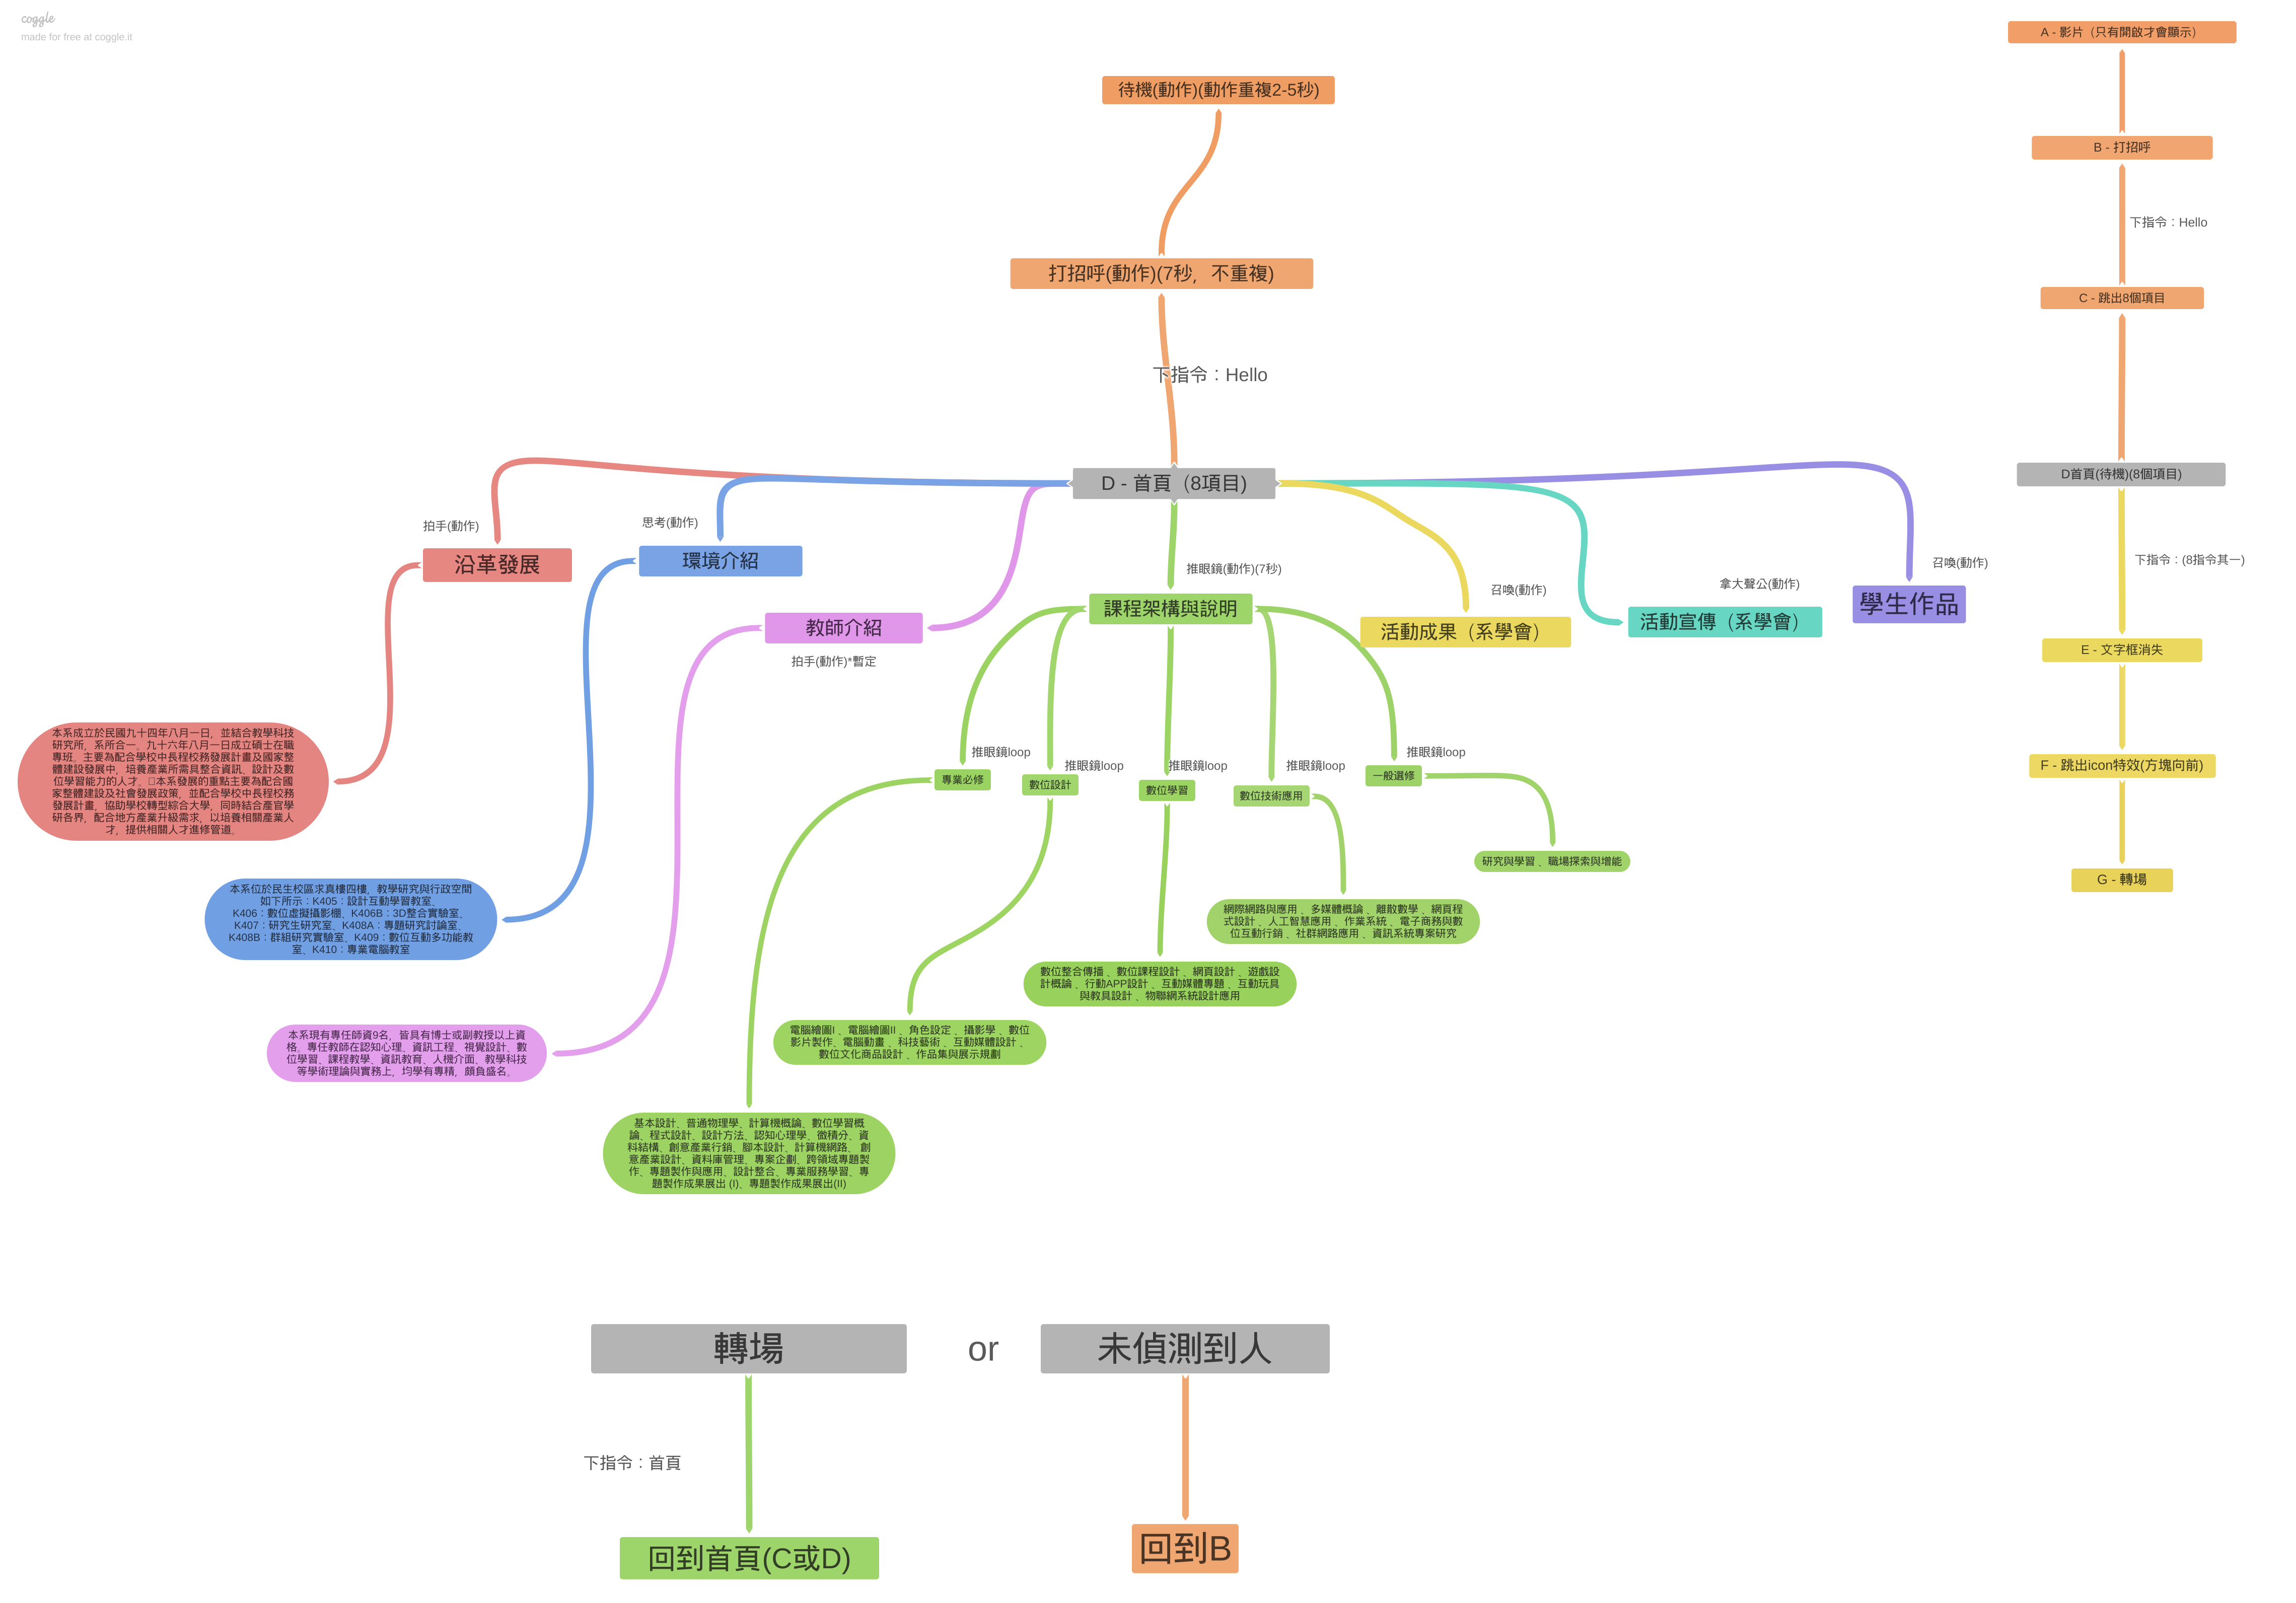 coggle
made for free at coggle.it
待機(動作)(動作重複2-5秒)
打招呼(動作)(7秒，不重複)
下指令：Hello
D - 首頁（8項目)
拍手(動作)
沿革發展
本系成立於民國九十四年八月一日，並結合教學科技
研究所，系所合一。九十六年八月一日成立碩士在職
專班。主要為配合學校中長程校務發展計畫及國家整
體建設發展中，培養產業所需具整合資訊、設計及數
位學習能力的人才。本系發展的重點主要為配合國
家整體建設及社會發展政策，並配合學校中長程校務
發展計畫，協助學校轉型綜合大學，同時結合產官學
研各界，配合地方產業升級需求，以培養相關產業人
才，提供相關人才進修管道。
思考(動作)
環境介紹
本系位於民生校區求真樓四樓，教學研究與行政空間
如下所示：K405：設計互動學習教室、
K406：數位虛擬攝影棚、K406B：3D整合實驗室、
K407：研究生研究室、K408A：專題研究討論室、
K408B：群組研究實驗室、K409：數位互動多功能教
室、K410：專業電腦教室
教師介紹
拍手(動作)*暫定
本系現有專任師資9名，皆具有博士或副教授以上資
格。專任教師在認知心理、資訊工程、視覺設計、數
位學習、課程教學、資訊教育、人機介面、教學科技
等學術理論與實務上，均學有專精，頗負盛名。
推眼鏡(動作)(7秒)
課程架構與說明
推眼鏡loop
專業必修
基本設計、普通物理學、計算機概論、數位學習概
論、程式設計、設計方法、認知心理學、微積分、資
料結構、創意產業行銷、腳本設計、計算機網路、 創
意產業設計、資料庫管理、專案企劃、跨領域專題製
作、專題製作與應用、設計整合、專業服務學習、專
題製作成果展出 (I)、專題製作成果展出(II)
推眼鏡loop
數位設計
電腦繪圖I 、電腦繪圖II 、角色設定 、攝影學 、數位
影片製作、電腦動畫 、科技藝術 、互動媒體設計 、
數位文化商品設計 、作品集與展示規劃
推眼鏡loop
數位學習
數位整合傳播 、數位課程設計 、網頁設計 、遊戲設
計概論 、行動APP設計 、互動媒體專題 、互動玩具
與教具設計 、物聯網系統設計應用
推眼鏡loop
數位技術應用
網際網路與應用 、多媒體概論 、離散數學 、網頁程
式設計 、人工智慧應用 、作業系統 、電子商務與數
位互動行銷 、社群網路應用 、資訊系統專案研究
推眼鏡loop
一般選修
研究與學習 、職場探索與增能
召喚(動作)
活動成果（系學會）
拿大聲公(動作)
活動宣傳（系學會）
召喚(動作)
學生作品
A - 影片（只有開啟才會顯示）
B - 打招呼
下指令：Hello
C - 跳出8個項目
D首頁(待機)(8個項目)
下指令：(8指令其一)
E - 文字框消失
F - 跳出icon特效(方塊向前)
G - 轉場
轉場
or
未偵測到人
下指令：首頁
回到首頁(C或D)
回到B